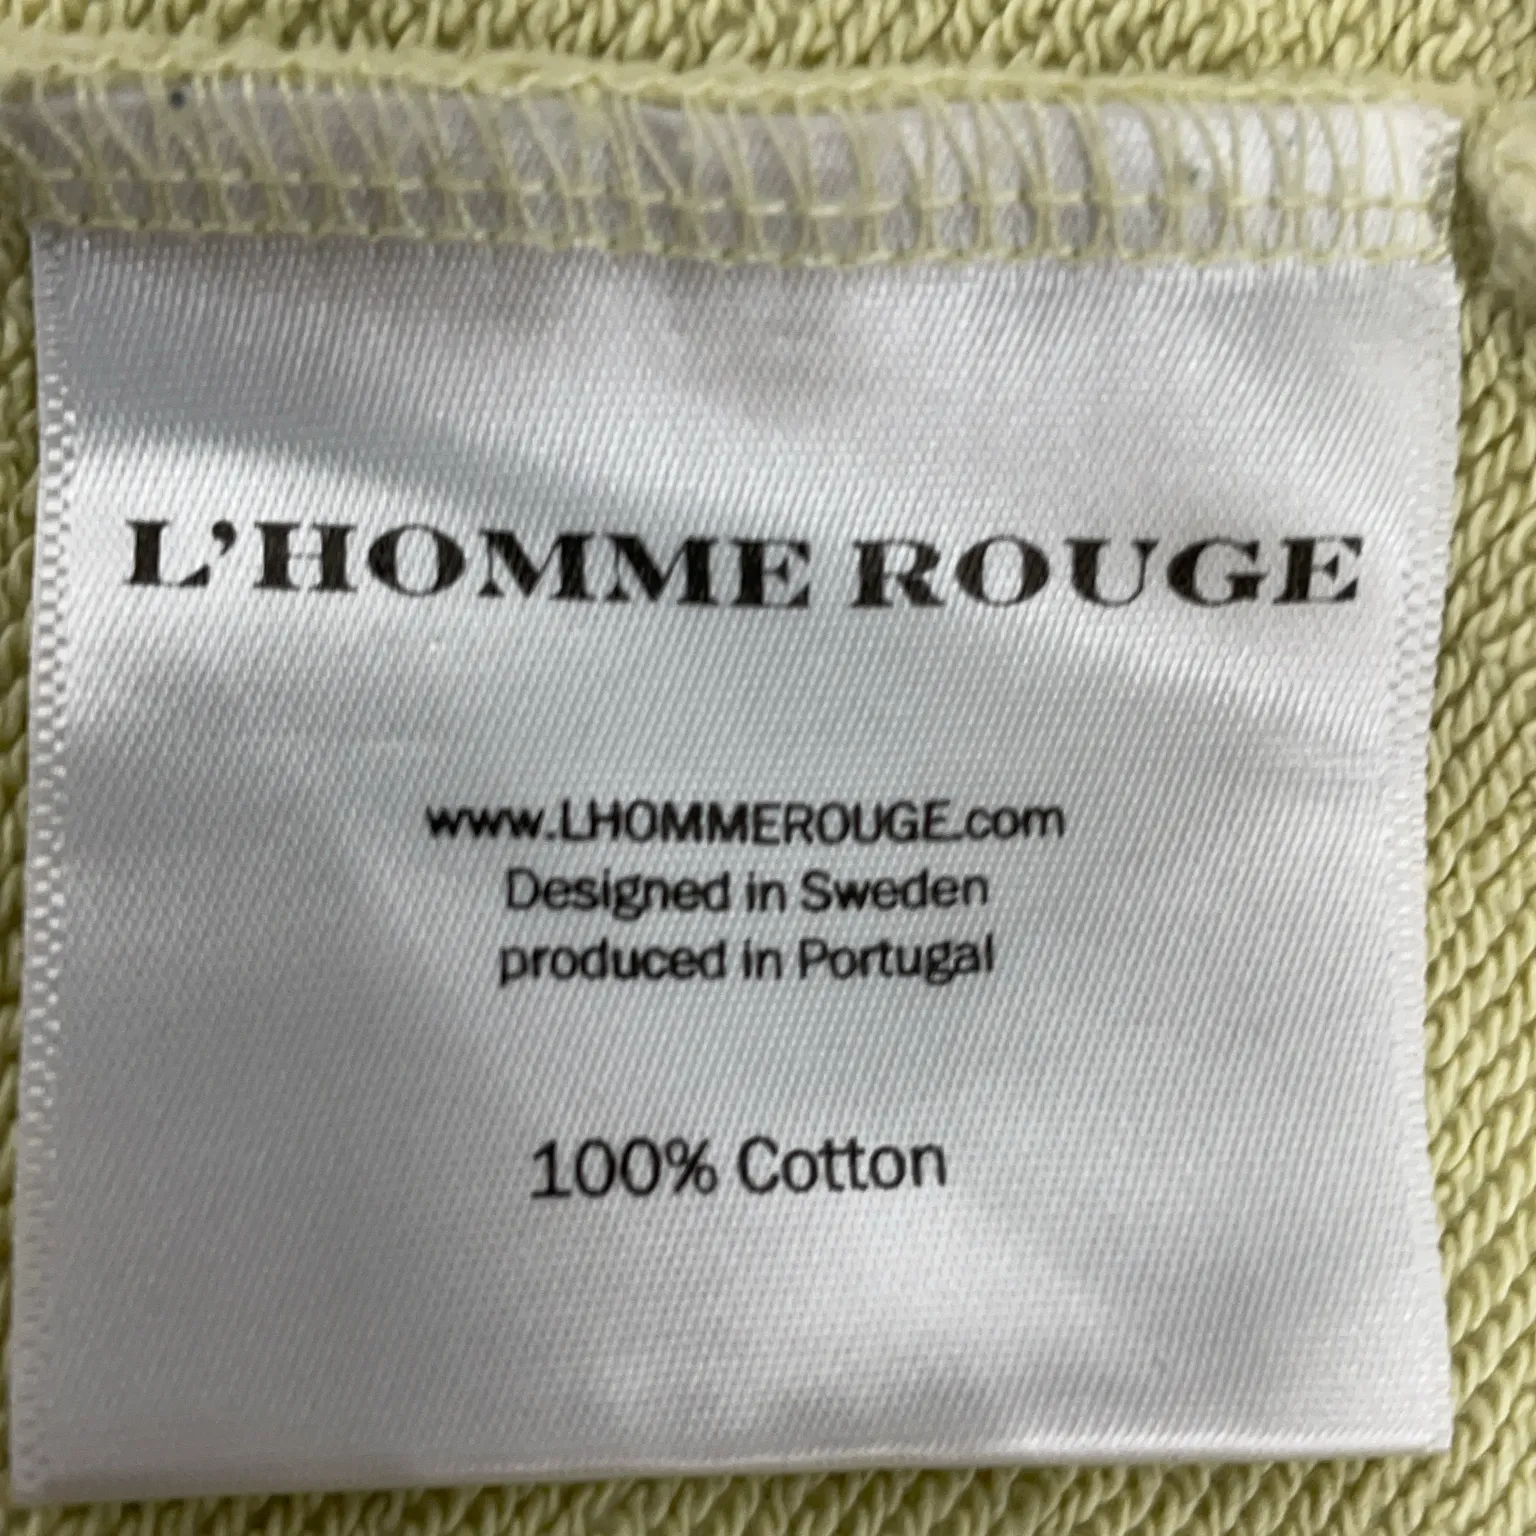 L'HOMME ROUGE
www.LHOMMEROUGE.com
Designed in Sweden
produced in Portugal
100% Cotton